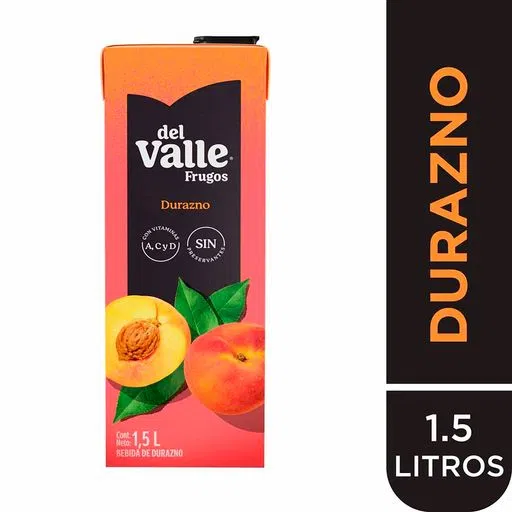 del
Valle®
Frugos
Durazno
CON VITAMINAS
A, C y D
SIN
PRESERVANTES
Cont.
Neto: 1,5 L
BEBIDA DE DURAZNO
DURAZNO
1.5
LITROS